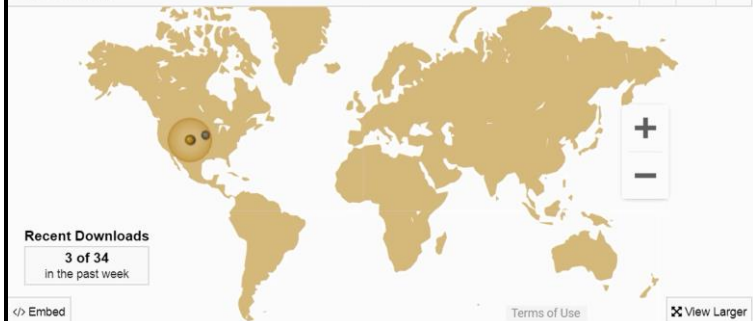 Recent Downloads
3 of 34
in the past week
</> Embed
Terms of Use
View Larger